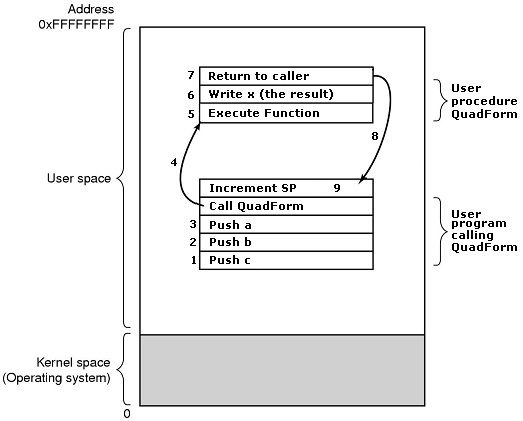 Address
0xFFFFFFFF
7 Return to caller
6 Write x (the result)
5 Execute Function
User
procedure
QuadForm
8
4
User space
Increment SP 9
Call QuadForm
3 Push a
2 Push b
1 Push c
User
program
calling
QuadForm
Kernel space
(Operating system)
0